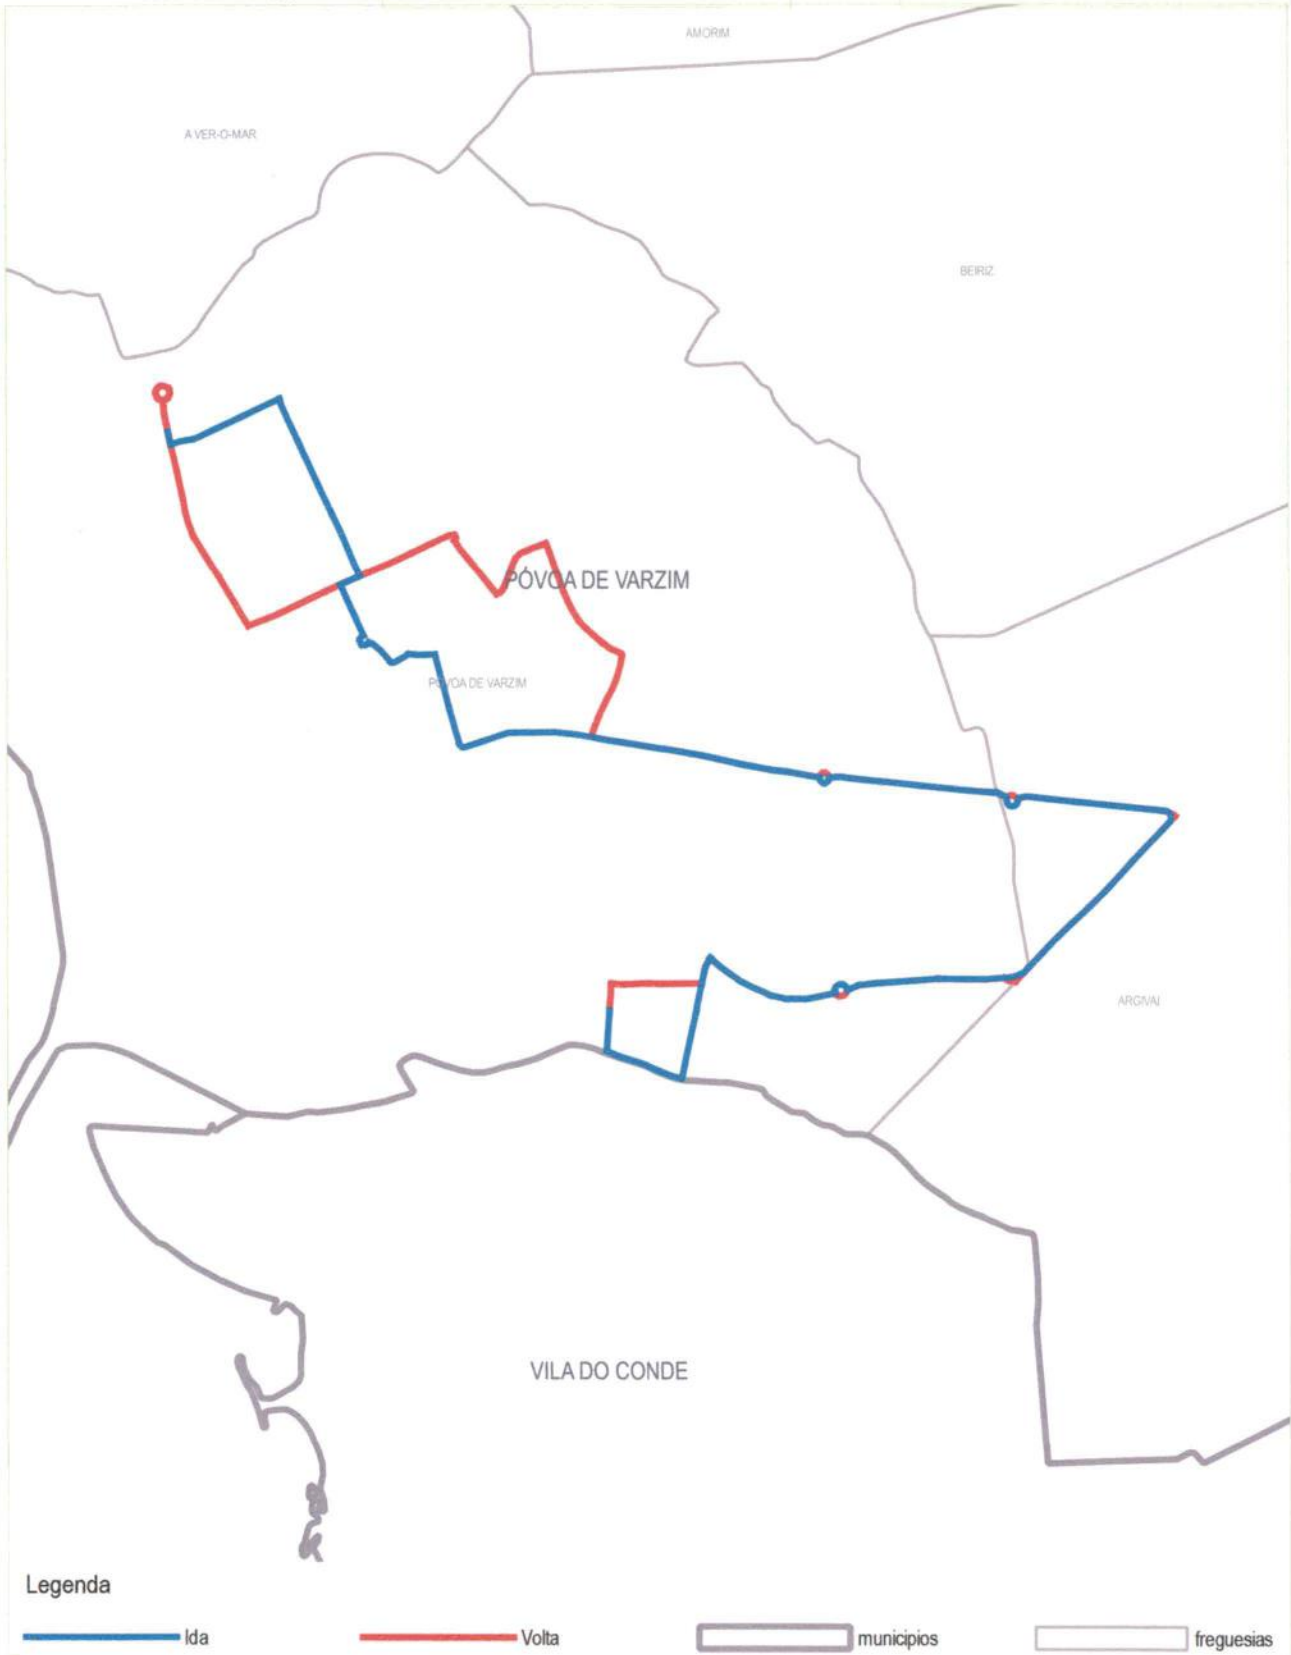 AMORIM
A VER-O-MAR
BEIRIZ
PÓVOA DE VARZIM
PÓVOA DE VARZIM
ARGIVAI
VILA DO CONDE
Legenda
Ida
Volta
municipios
freguesias